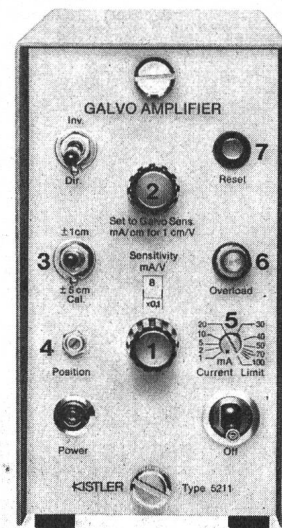 GALVO AMPLIFIER
Inv.
Dir.
7
Reset
2
Set to Galvo Sens.
mA/cm for 1 cm/V
±1cm
3
±5cm
Cal.
Sensitivity
mA/V
8
×0,1
6
Overload
4
Position
1
5
20 30
10 40
5 50
2 70
1 100
mA
Current Limit
Power
Off
KISTLER Type 5211